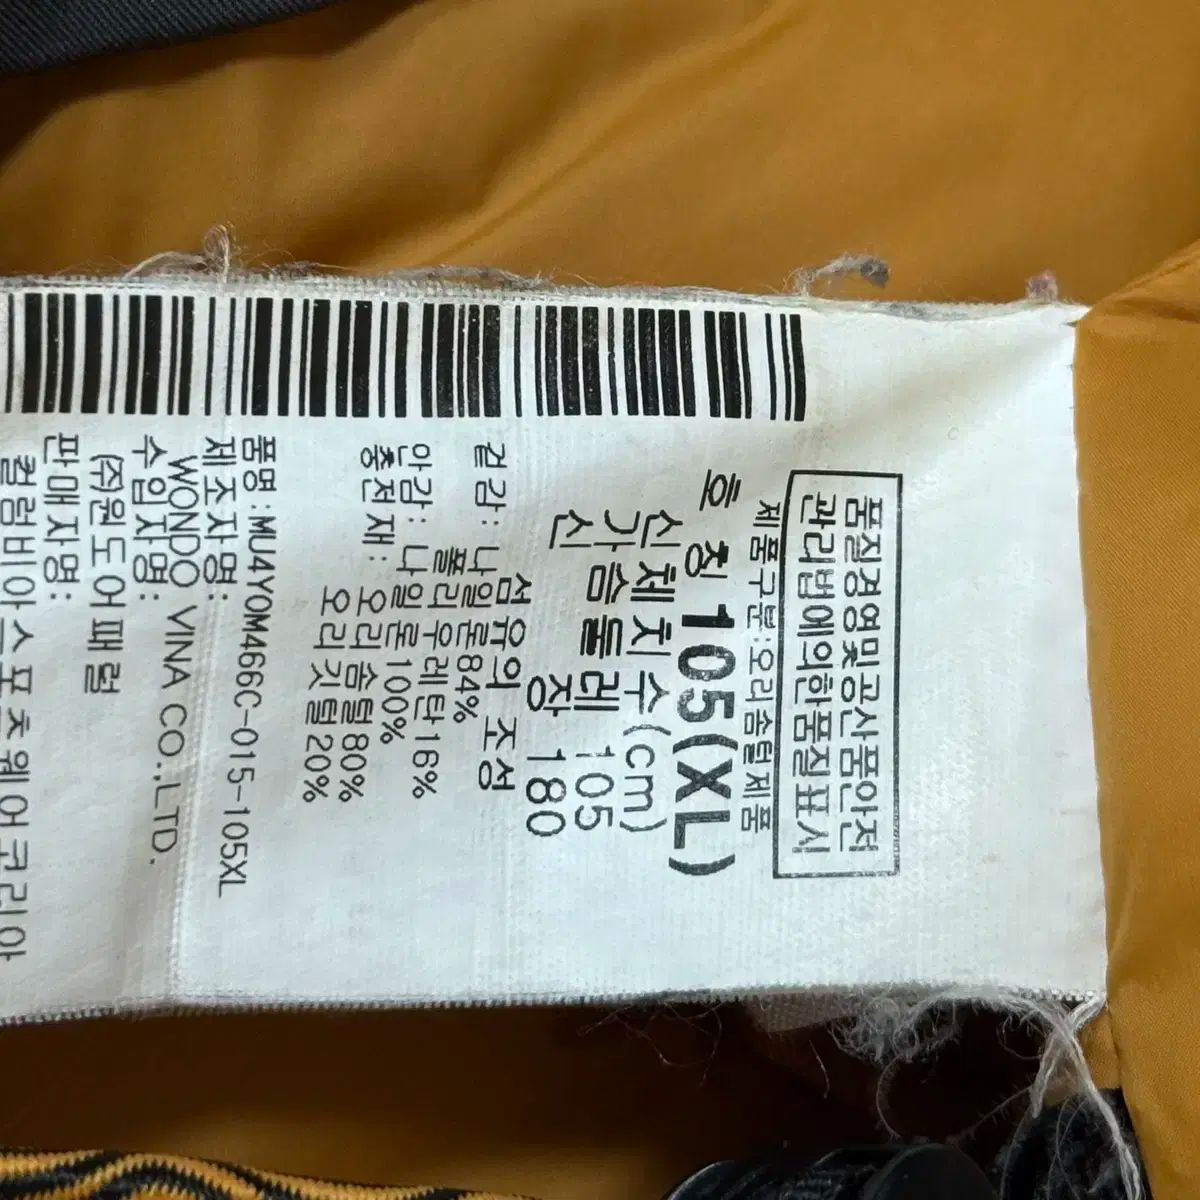 품질경영및공산품안전
관리법에의한품질표시
제품구분:오리솜털제품
호칭 105(XL)
신체치수(cm)
가슴둘레 105
신장 180
섬유의 조성
겉감: 나일론84%
폴리우레탄16%
안감: 나일론100%
충전재: 오리솜털80%
오리깃털20%
품명:MU4YOM466C-015-105XL
제조자명:
WONDO VINA CO.,LTD.
수입자명:
㈜원도어패럴
판매자명:
컬럼비아스포츠웨어코리아